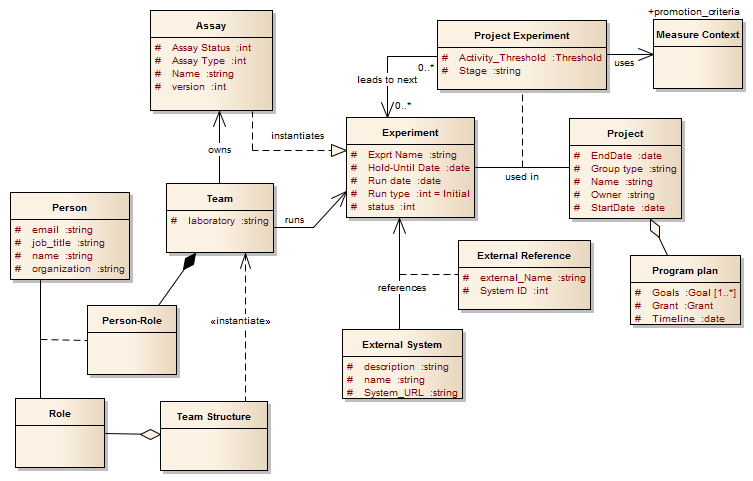 +promotion_criteria
Assay
# Assay Status :int
# Assay Type :int
# Name :string
# version :int
Project Experiment
# Activity_Threshold :Threshold
# Stage :string
Measure Context
uses
0..*
leads to next
0..*
instantiates
Experiment
# Exprt Name :string
# Hold-Until Date :date
# Run date :date
# Run type :int = Initial
# status :int
Project
# EndDate :date
# Group type :string
# Name :string
# Owner :string
# StartDate :date
used in
owns
Team
# laboratory :string
runs
Person
# email :string
# job_title :string
# name :string
# organization :string
External Reference
# external_Name :string
# System ID :int
Program plan
# Goals :Goal [1..*]
# Grant :Grant
# Timeline :date
references
Person-Role
«instantiate»
External System
# description :string
# name :string
# System_URL :string
Role
Team Structure